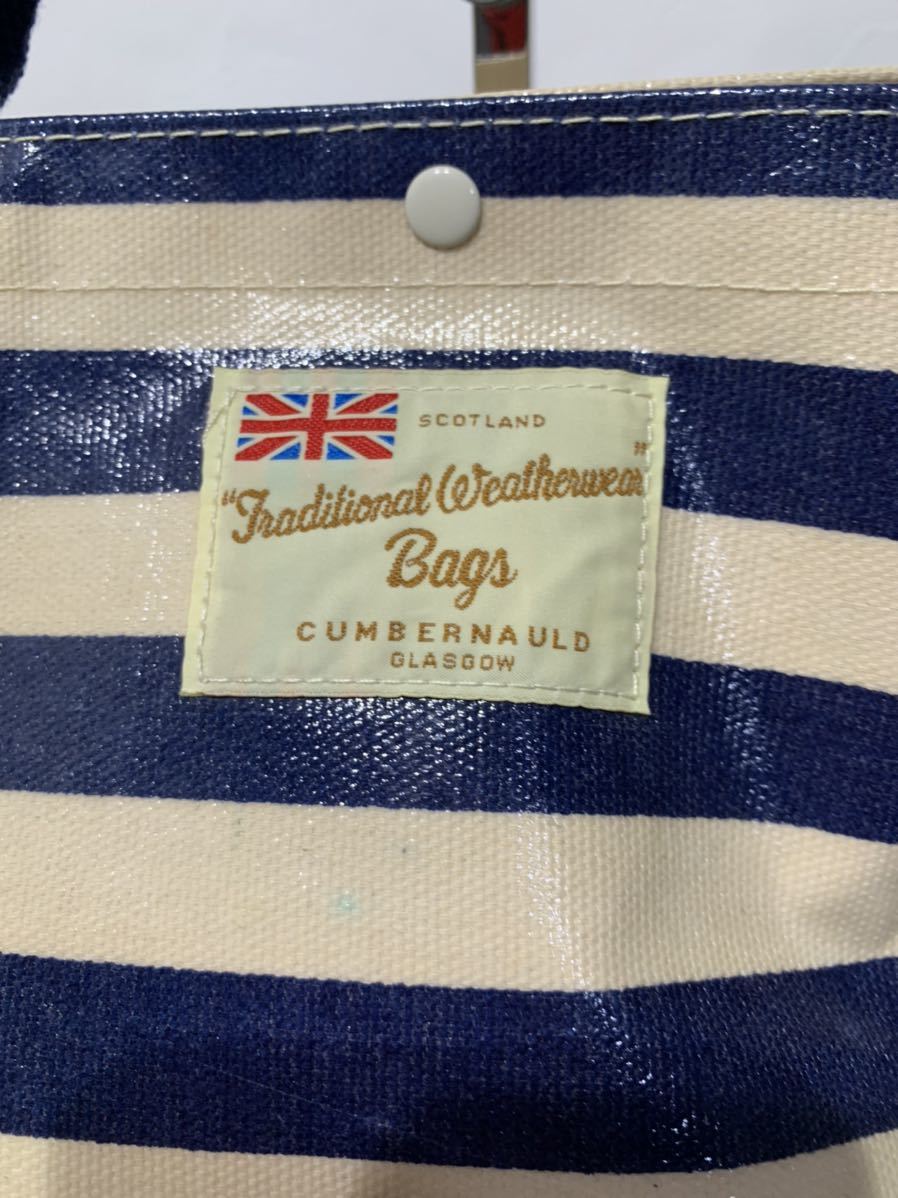 SCOTLAND
"Traditional Weatherwear"
Bags
CUMBERNAULD
GLASGOW